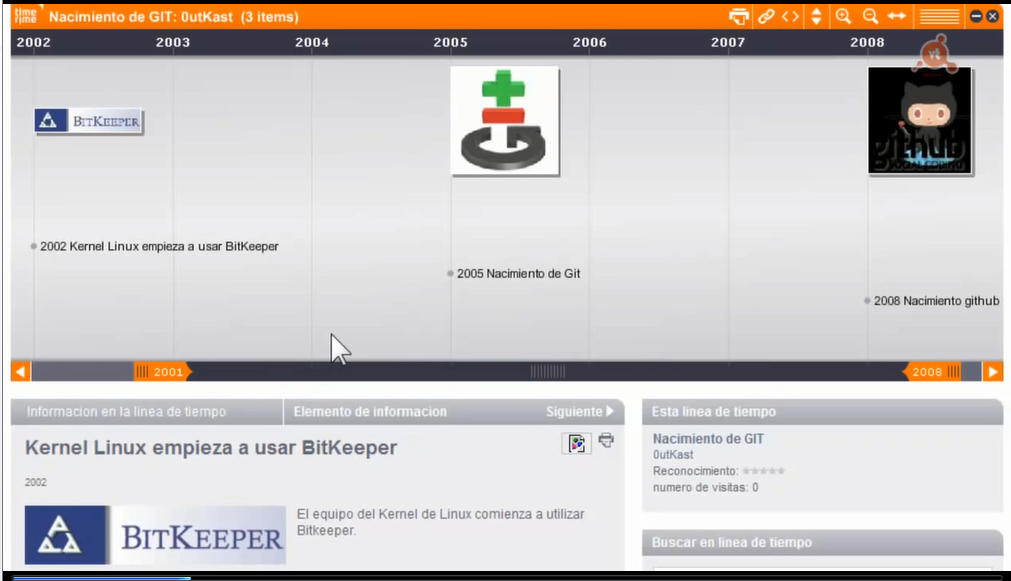 time
rime
Nacimiento de GIT: 0utKast (3 items)
2002 2003 2004 2005 2006 2007 2008
vt
BITKEEPER
github
SOCIAL CODING
2002 Kernel Linux empieza a usar BitKeeper
2005 Nacimiento de Git
2008 Nacimiento github
2001 2008
Informacion en la linea de tiempo Elemento de informacion Siguiente
Esta linea de tiempo
Kernel Linux empieza a usar BitKeeper
Nacimiento de GIT
0utKast
Reconocimiento:
numero de visitas: 0
2002
El equipo del Kernel de Linux comienza a utilizar
Bitkeeper.
BITKEEPER
Buscar en linea de tiempo